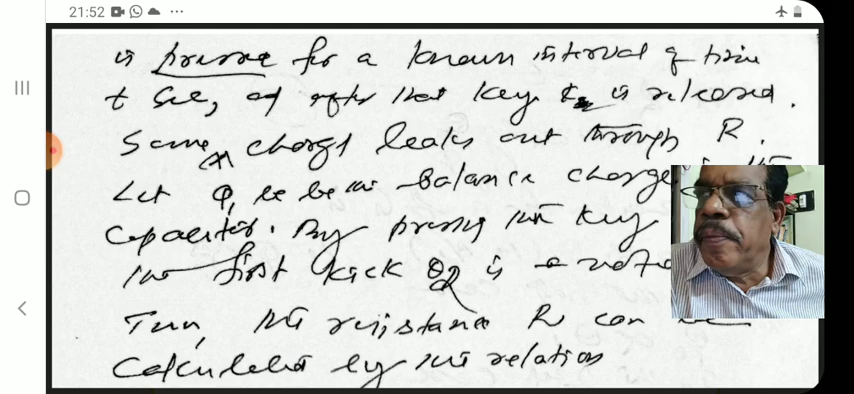 21:52
is pressed for a known interval of time
t sec, and after that key K2 is released.
Some charge leaks out through R.
Let Q1 be the balance charge
Capacitor. By pressing the key
the first kick θ2 is noted
Then, the resistance R can be
Calculated by the relation